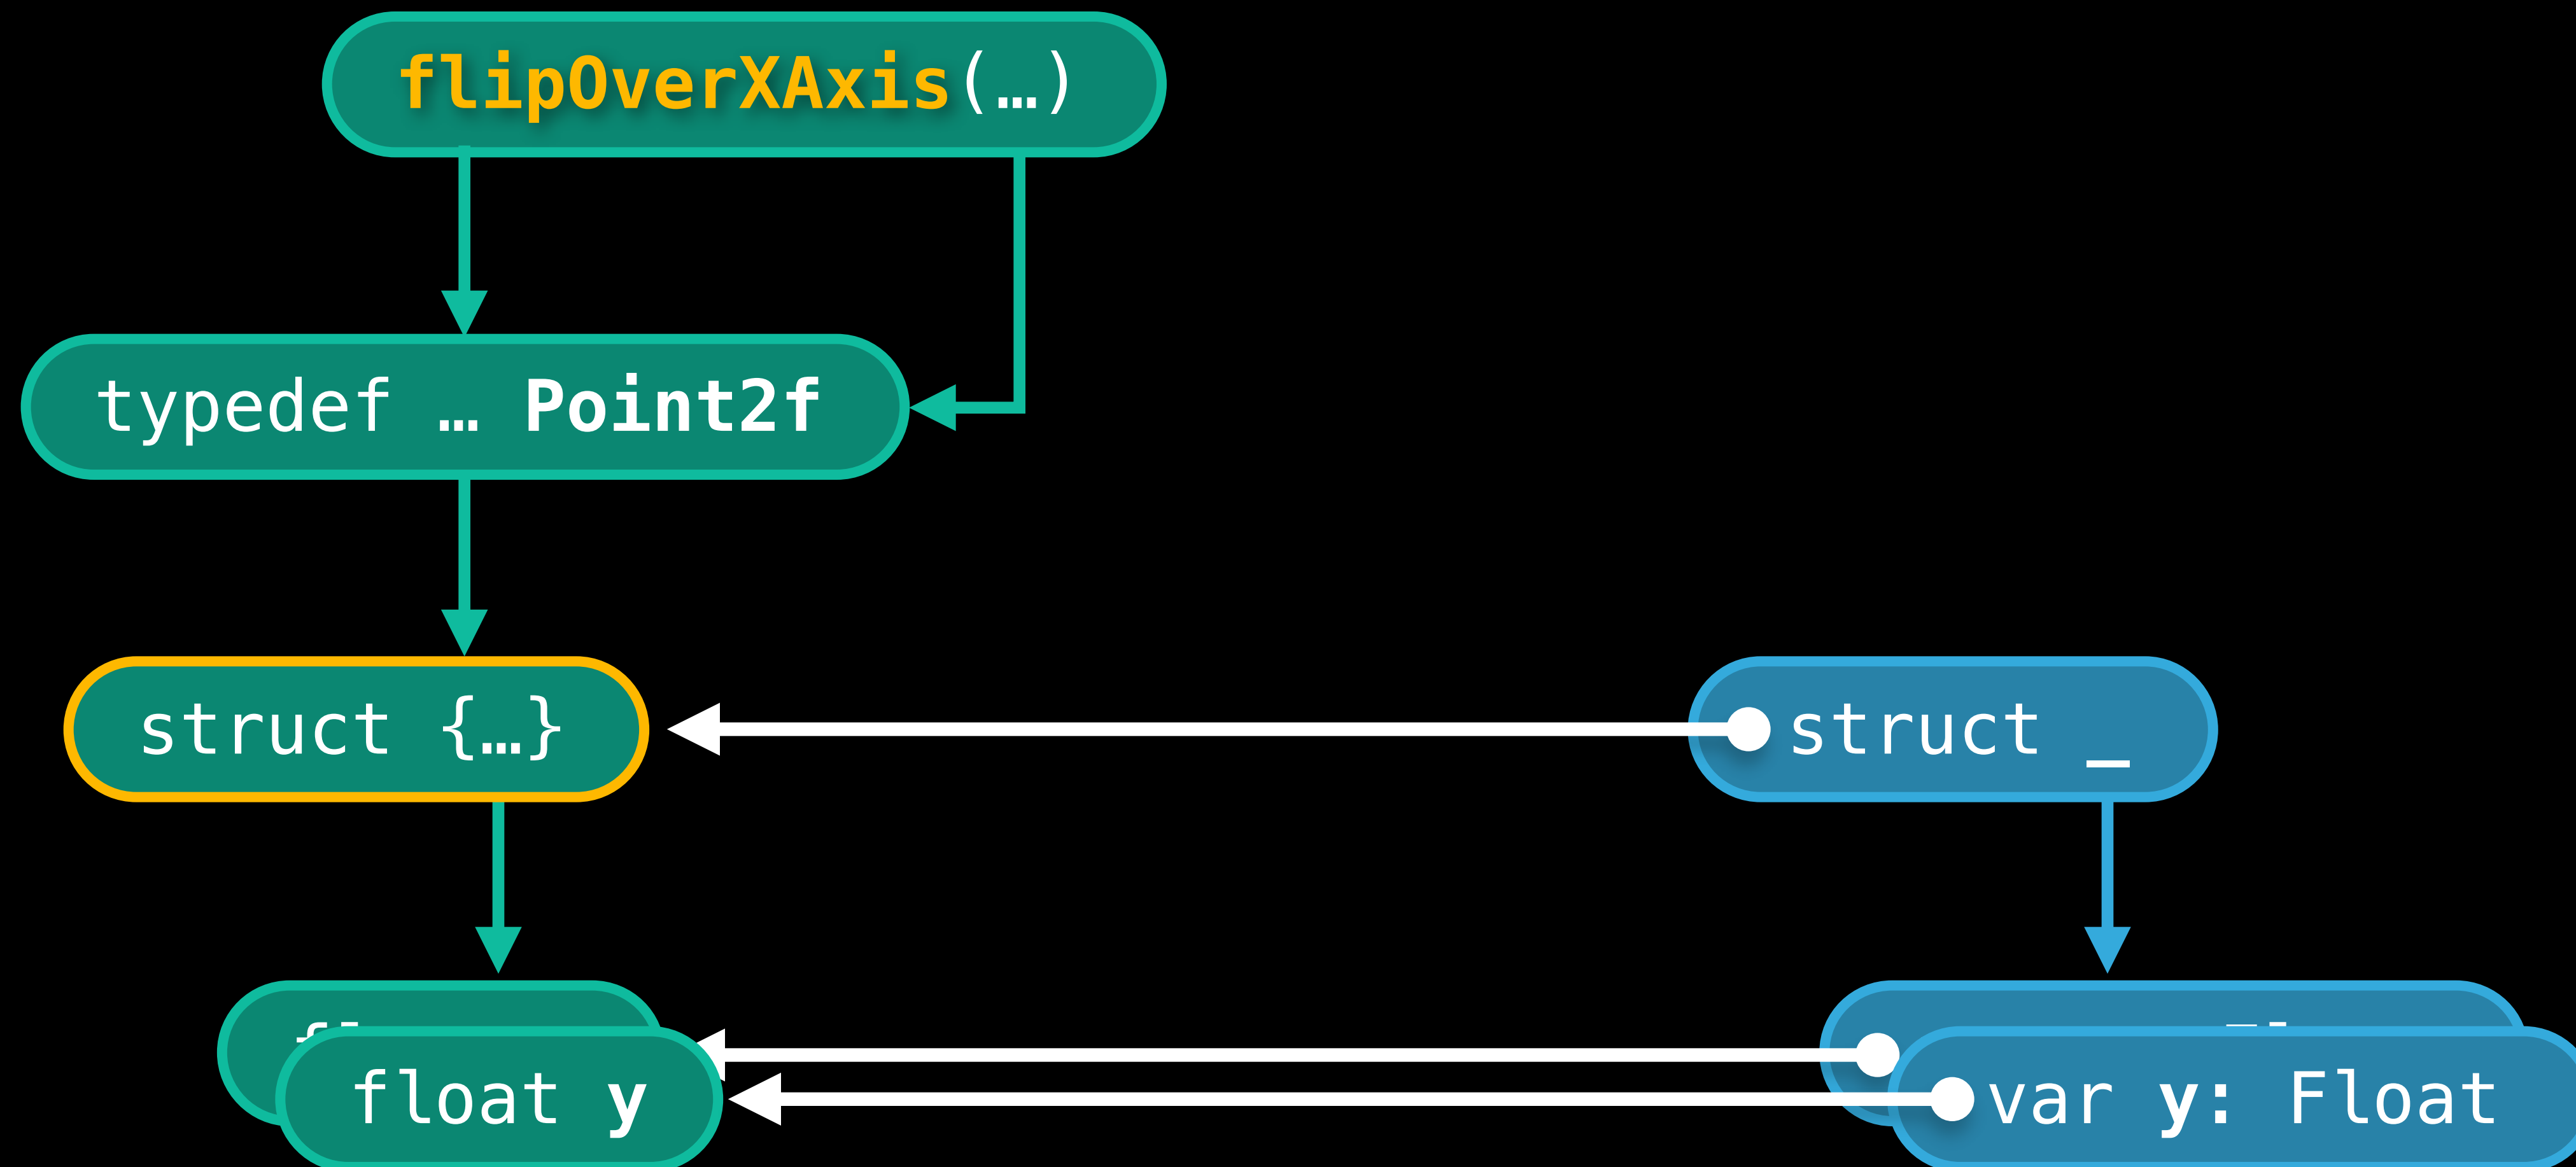 flipOverXAxis(…)
typedef … Point2f
struct {…}
struct _
float y
var y: Float